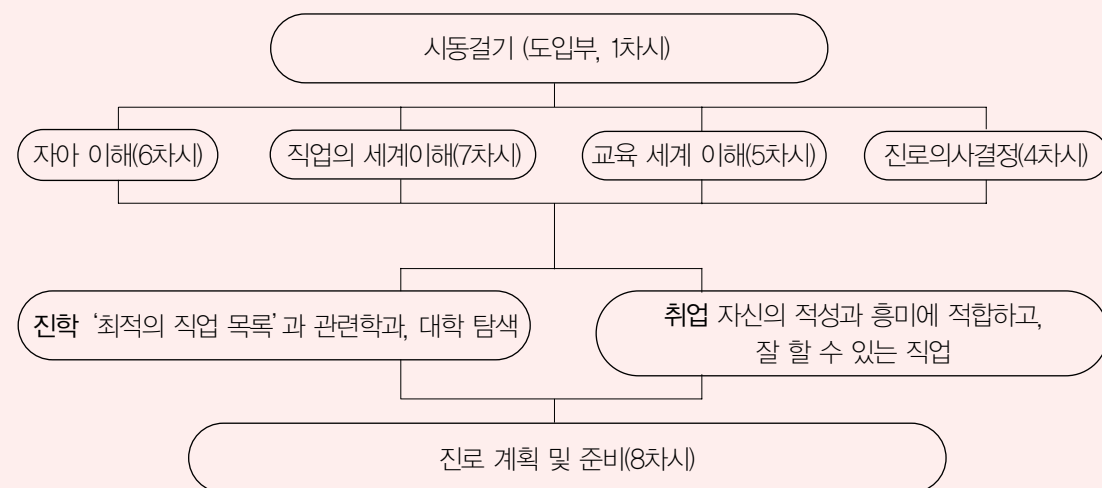 시동걸기 (도입부, 1차시)
자아 이해(6차시)
직업의 세계이해(7차시)
교육 세계 이해(5차시)
진로의사결정(4차시)
진학 ‘최적의 직업 목록’과 관련학과, 대학 탐색
취업 자신의 적성과 흥미에 적합하고,
잘 할 수 있는 직업
진로 계획 및 준비(8차시)